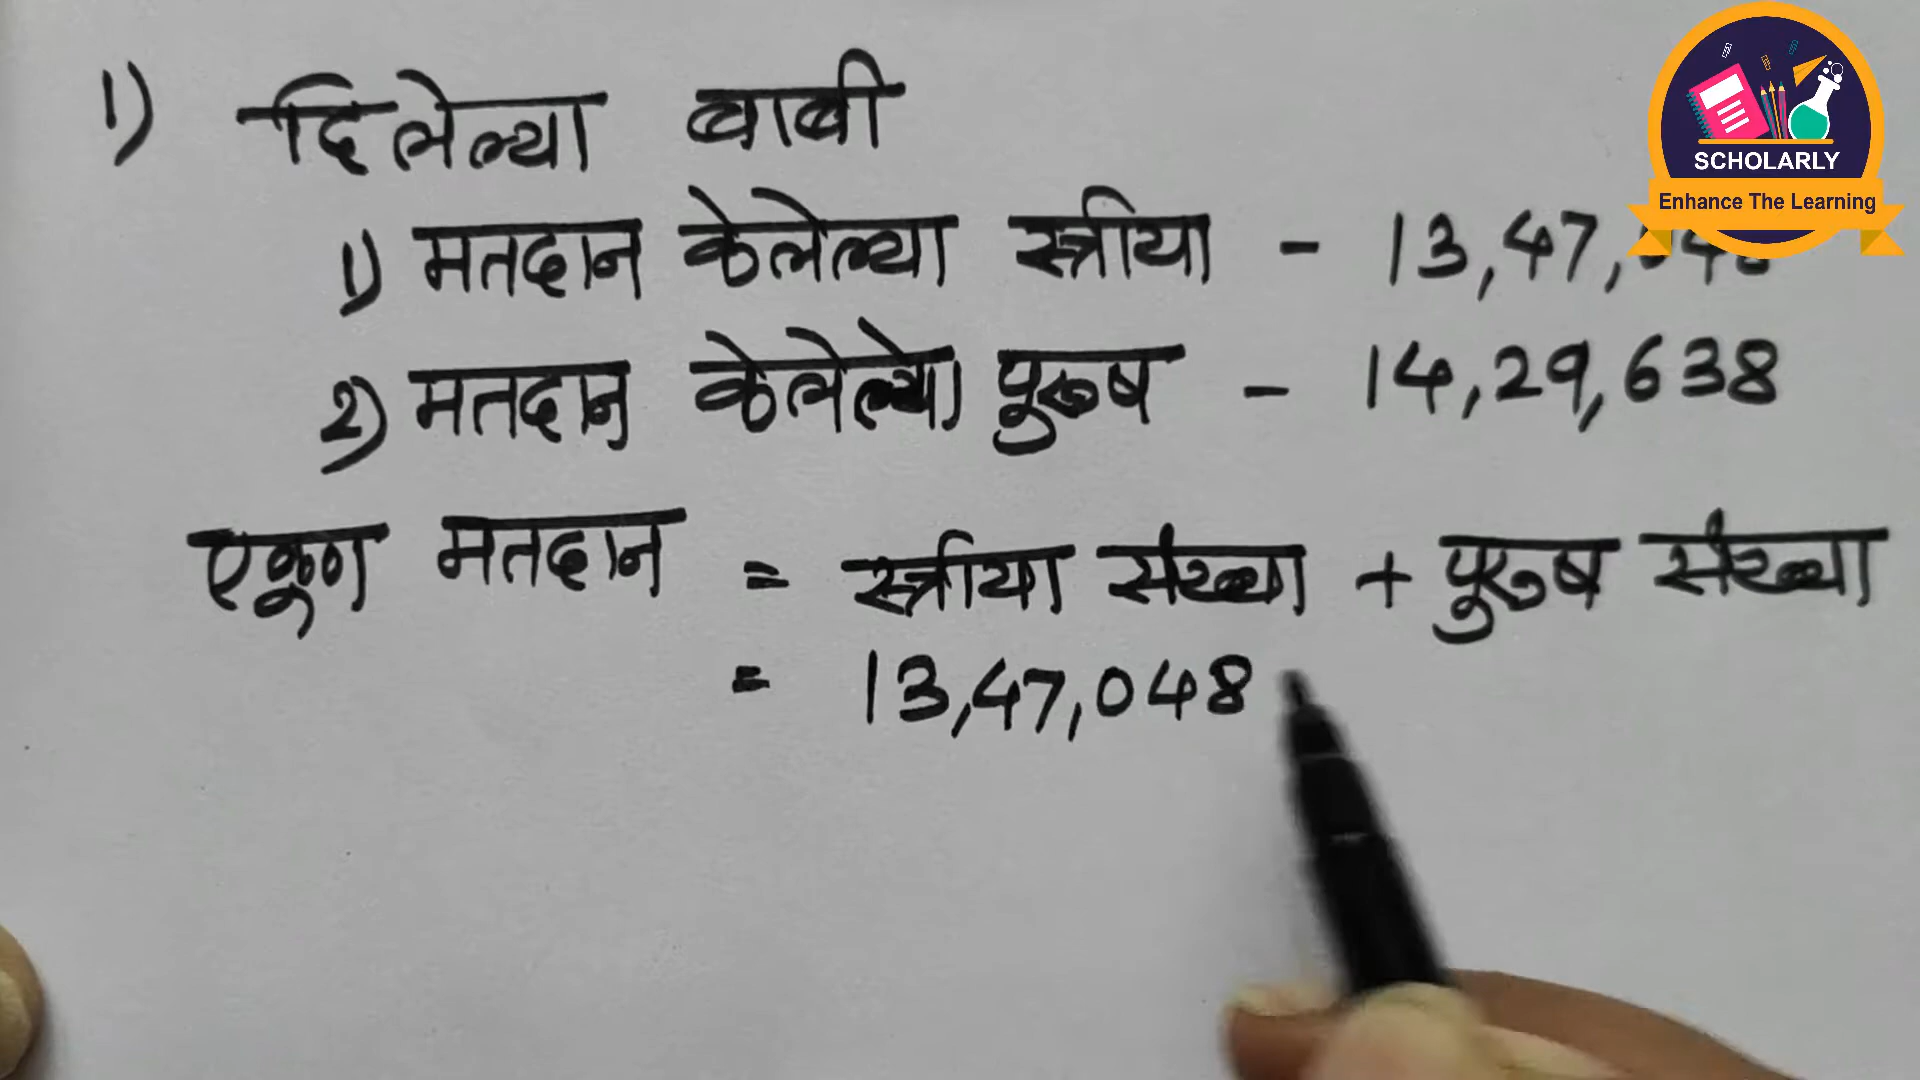 1) दिलेल्या बाबी
1) मतदान केलेल्या स्त्रीया - 13,47,048
2) मतदान केलेले पुरूष - 14,29,638
एकूण मतदान = स्त्रीया संख्या + पुरूष संख्या
= 13,47,048
SCHOLARLY
Enhance The Learning